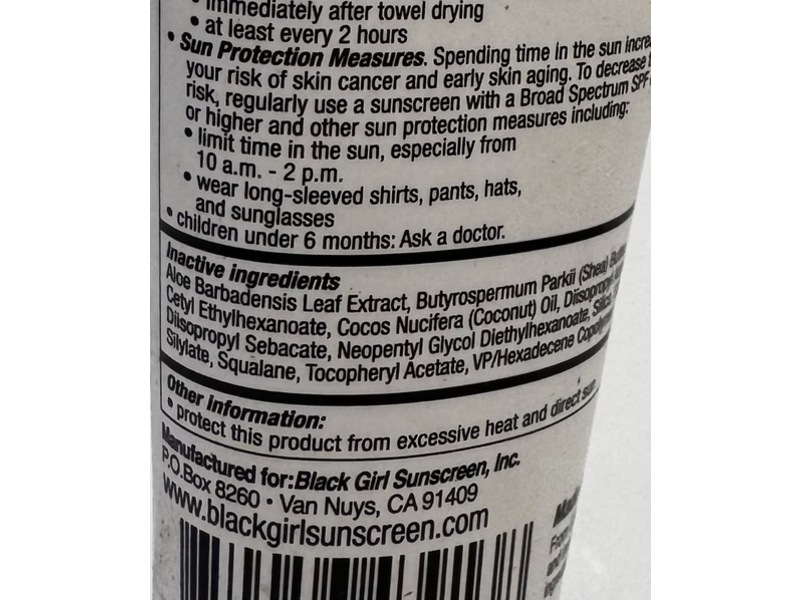 • immediately after towel drying
• at least every 2 hours
• Sun Protection Measures. Spending time in the sun
your risk of skin cancer and early skin aging. To decrease
risk, regularly use a sunscreen with a Broad Spectrum SPF
or higher and other sun protection measures including:
• limit time in the sun, especially from
10 a.m. - 2 p.m.
• wear long-sleeved shirts, pants, hats,
and sunglasses
• children under 6 months: Ask a doctor.
Inactive ingredients
Aloe Barbadensis Leaf Extract, Butyrospermum Parkii (Shea)
Cetyl Ethylhexanoate, Cocos Nucifera (Coconut) Oil, Diisopropyl
Diisopropyl Sebacate, Neopentyl Glycol Diethylhexanoate,
Silylate, Squalane, Tocopheryl Acetate, VP/Hexadecene
Other information:
• protect this product from excessive heat and direct
Manufactured for: Black Girl Sunscreen, Inc.
P.O.Box 8260 • Van Nuys, CA 91409
www.blackgirlsunscreen.com